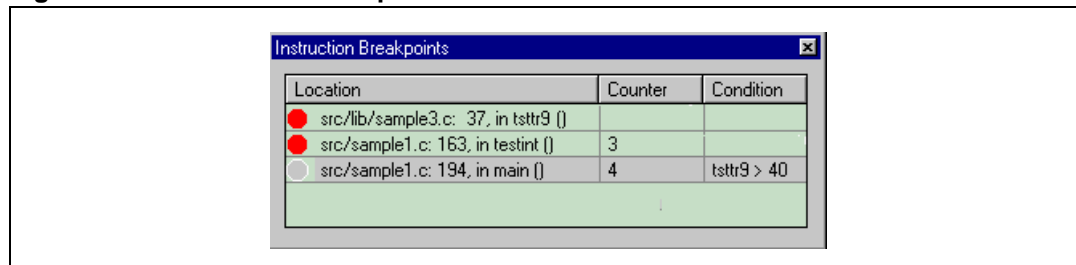 Instruction Breakpoints
Location Counter Condition
src/lib/sample3.c: 37, in tsttr9 ()
src/sample1.c: 163, in testint () 3
src/sample1.c: 194, in main () 4 tsttr9 > 40